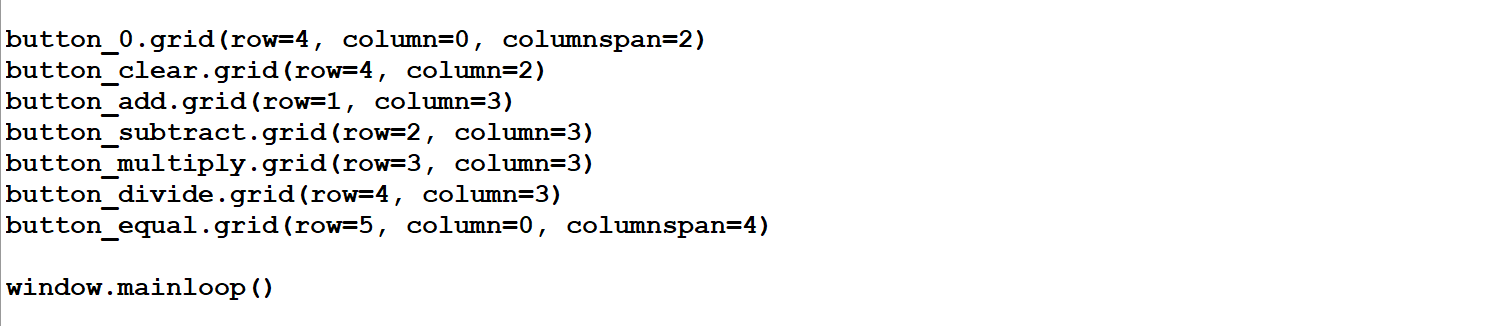 button_0.grid(row=4, column=0, columnspan=2)
button_clear.grid(row=4, column=2)
button_add.grid(row=1, column=3)
button_subtract.grid(row=2, column=3)
button_multiply.grid(row=3, column=3)
button_divide.grid(row=4, column=3)
button_equal.grid(row=5, column=0, columnspan=4)
window.mainloop()